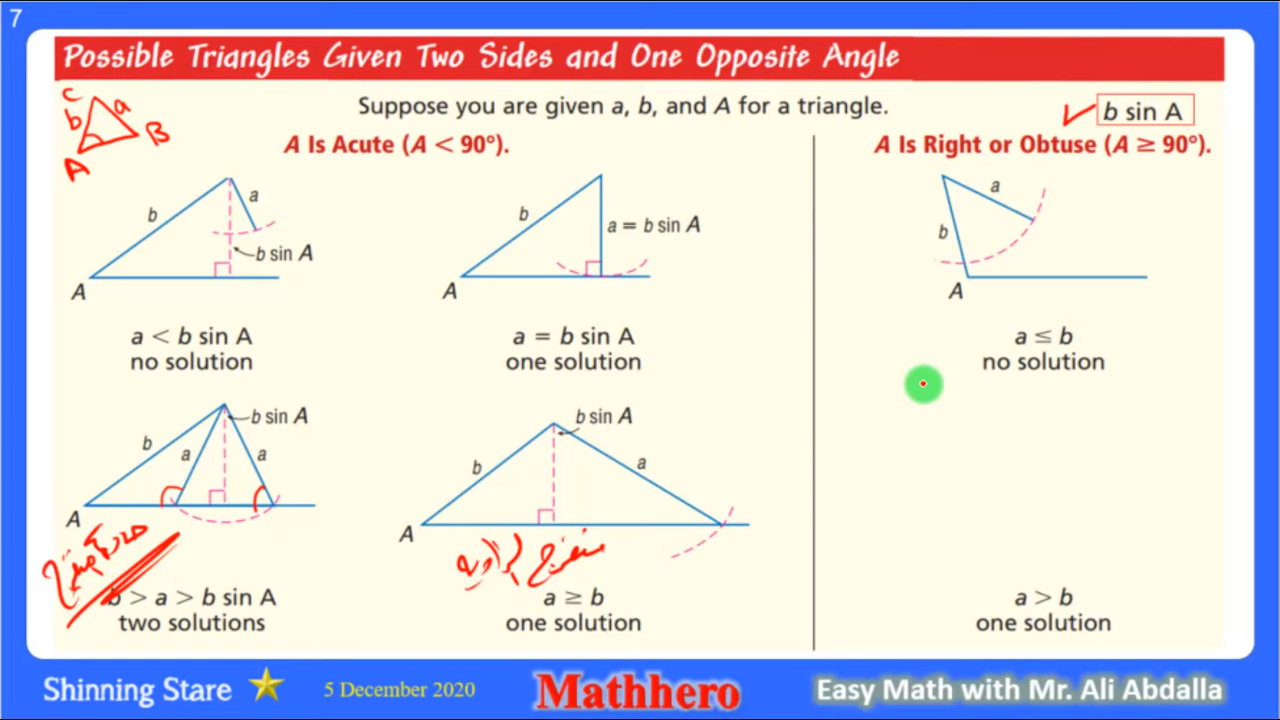 7
Possible Triangles Given Two Sides and One Opposite Angle
Suppose you are given a, b, and A for a triangle.
b sin A
A Is Acute (A < 90°).
A Is Right or Obtuse (A ≥ 90°).
C
b
a
B
A
b
a
b sin A
A
a < b sin A
no solution
b
a = b sin A
A
a = b sin A
one solution
a
b
A
a ≤ b
no solution
b
a
a
b sin A
A
b > a > b sin A
two solutions
b sin A
b
a
A
a ≥ b
one solution
a > b
one solution
Shinning Stare
5 December 2020
Mathhero
Easy Math with Mr. Ali Abdalla